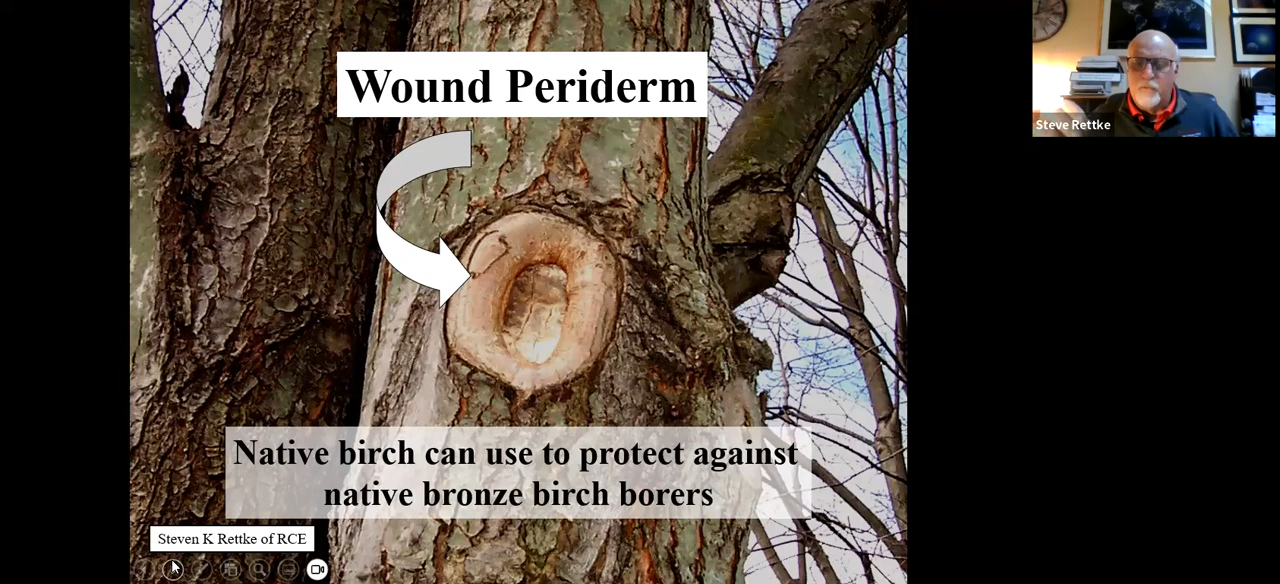 Wound Periderm
Steve Rettke
Native birch can use to protect against
native bronze birch borers
Steven K Rettke of RCE